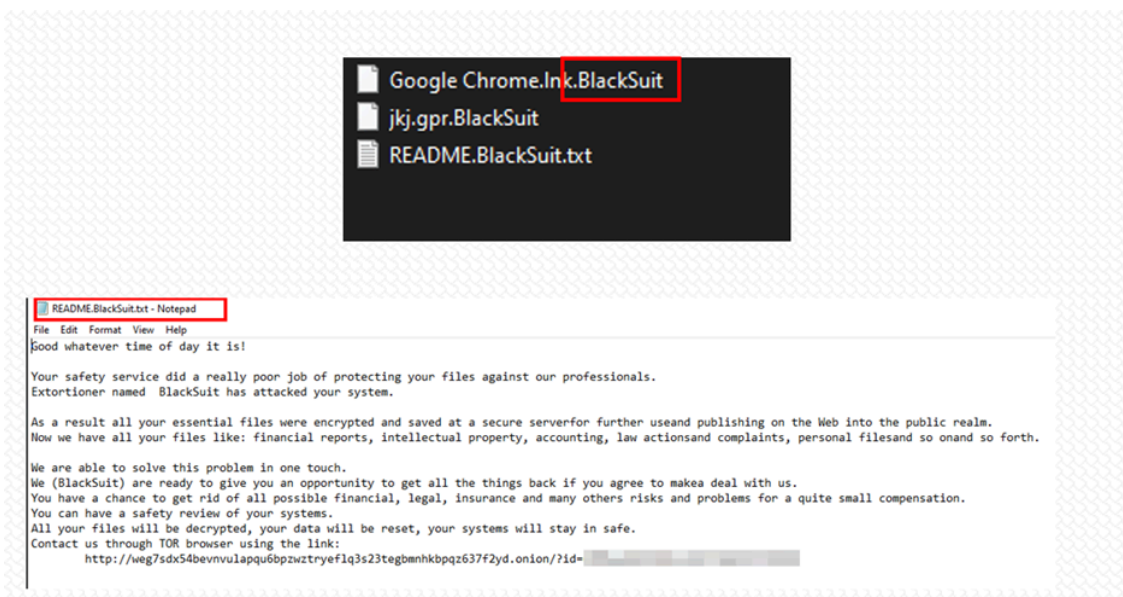 Google Chrome.lnk.BlackSuit
jkj.gpr.BlackSuit
README.BlackSuit.txt
README.BlackSuit.txt - Notepad
File Edit Format View Help
Good whatever time of day it is!
Your safety service did a really poor job of protecting your files against our professionals.
Extortioner named  BlackSuit has attacked your system.
As a result all your essential files were encrypted and saved at a secure serverfor further useand publishing on the Web into the public realm.
Now we have all your files like: financial reports, intellectual property, accounting, law actionsand complaints, personal filesand so onand so forth.
We are able to solve this problem in one touch.
We (BlackSuit) are ready to give you an opportunity to get all the things back if you agree to makea deal with us.
You have a chance to get rid of all possible financial, legal, insurance and many others risks and problems for a quite small compensation.
You can have a safety review of your systems.
All your files will be decrypted, your data will be reset, your systems will stay in safe.
Contact us through TOR browser using the link:
http://weg7sdx54bevnvulapqu6bpzwztryeflq3s23tegbmnhkbpqz637f2yd.onion/?id=